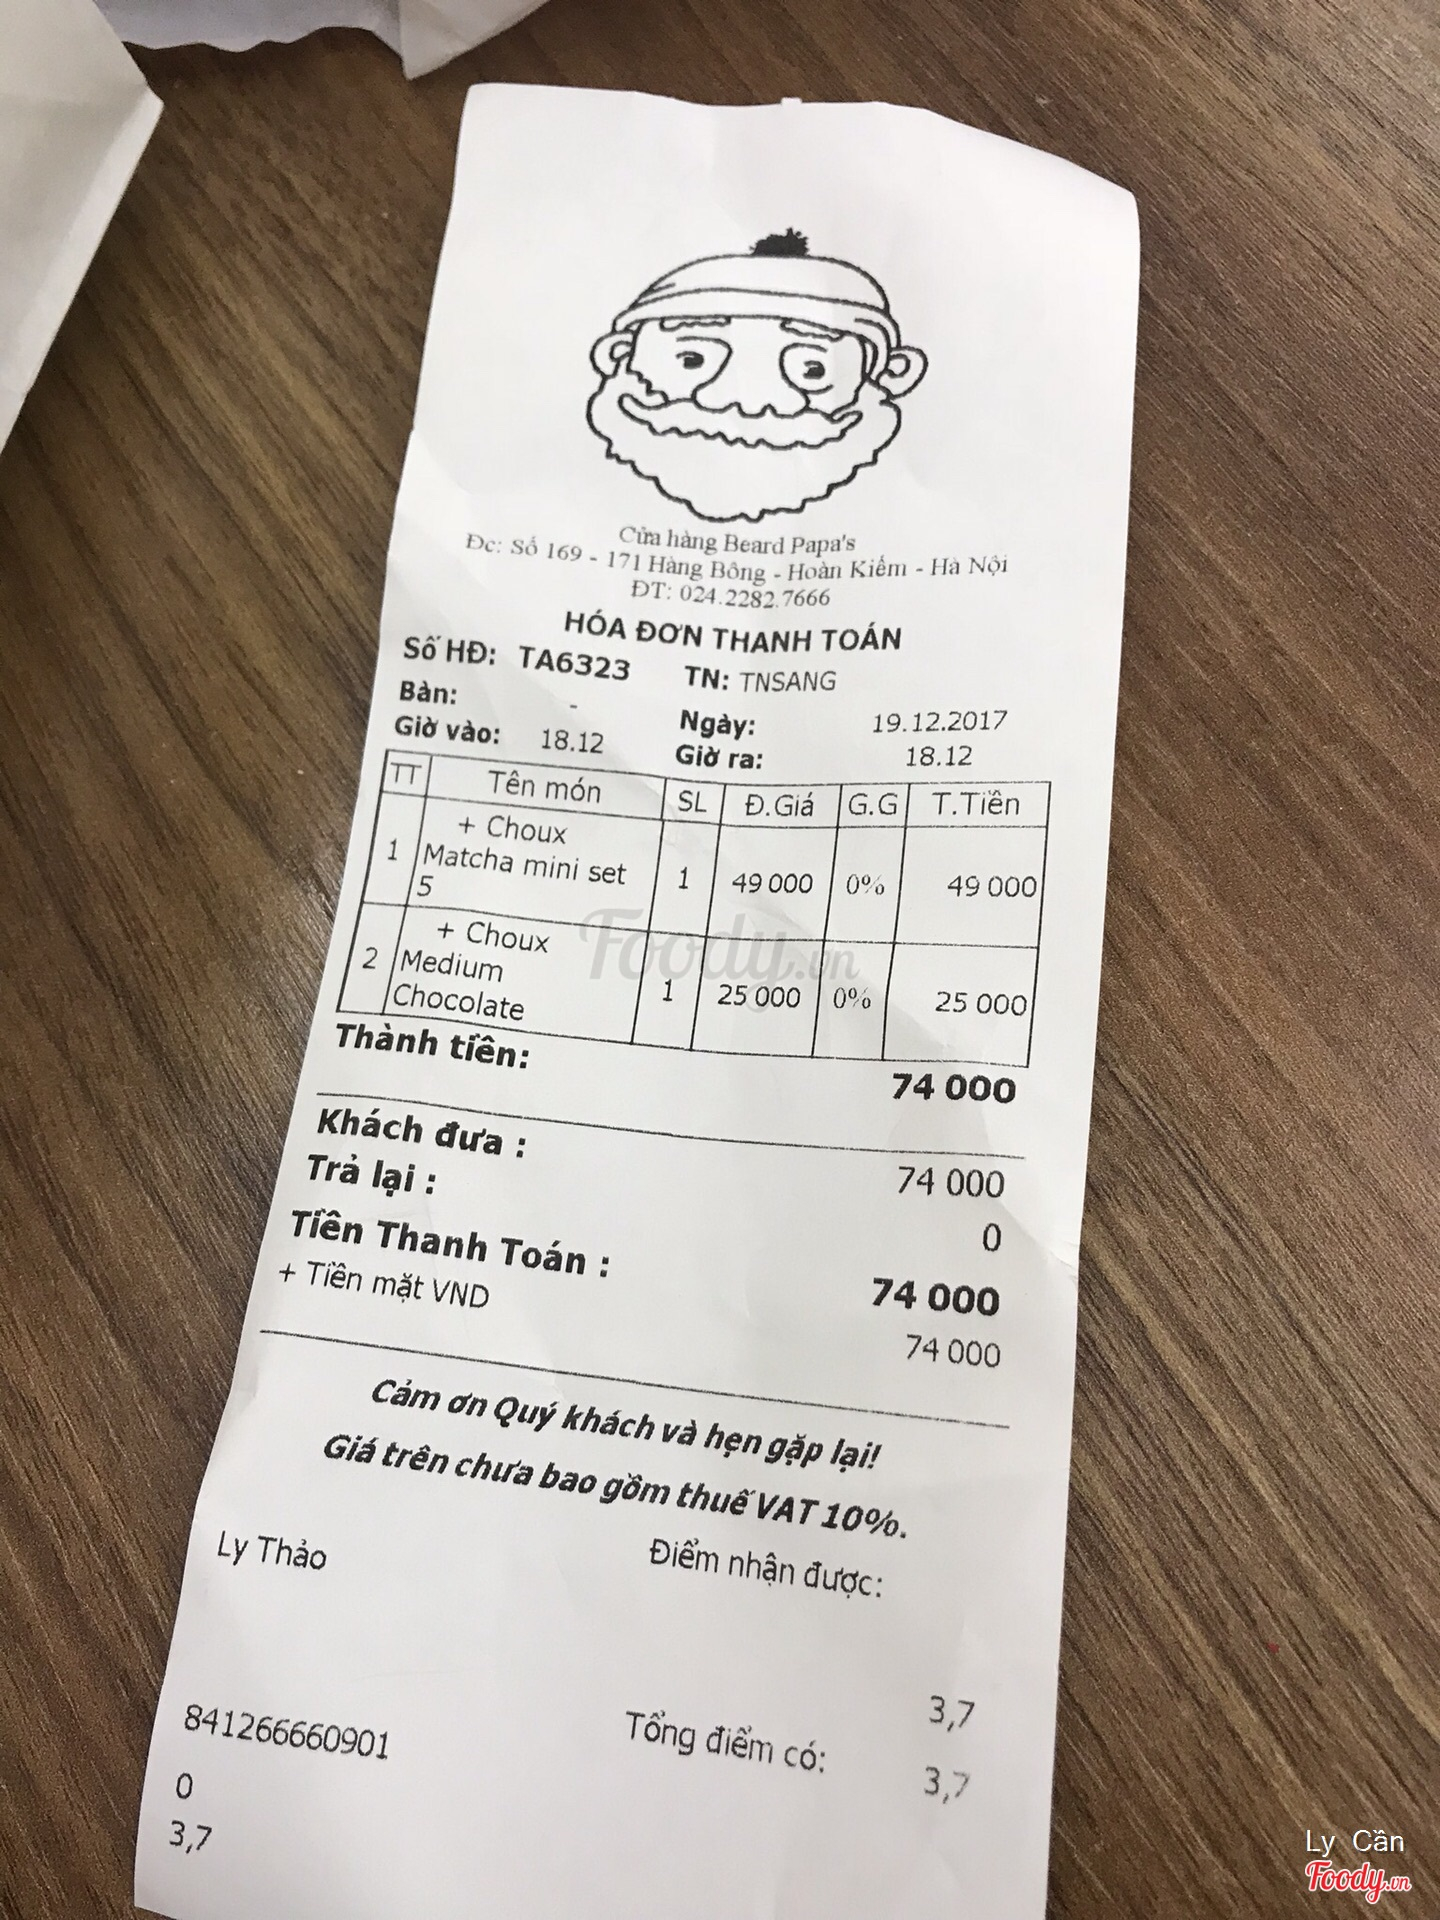 Cửa hàng Beard Papa's
Đc: Số 169 - 171 Hàng Bông - Hoàn Kiếm - Hà Nội
ĐT: 024.2282.7666
HÓA ĐƠN THANH TOÁN
Số HĐ: TA6323 TN: TNSANG
Bàn: - Ngày: 19.12.2017
Giờ vào: 18.12 Giờ ra: 18.12
TT Tên món SL Đ.Giá G.G T.Tiền
+ Choux
1 Matcha mini set 1 49 000 0% 49 000
5
+ Choux
2 Medium 1 25 000 0% 25 000
Chocolate
Thành tiền: 74 000
Khách đưa : 74 000
Trả lại : 0
Tiền Thanh Toán : 74 000
+ Tiền mặt VND 74 000
Cảm ơn Quý khách và hẹn gặp lại!
Giá trên chưa bao gồm thuế VAT 10%.
Ly Thảo Điểm nhận được:
3,7
841266660901 Tổng điểm có:
3,7
0
3,7
Foody.vn
Ly Cần
Foody.vn